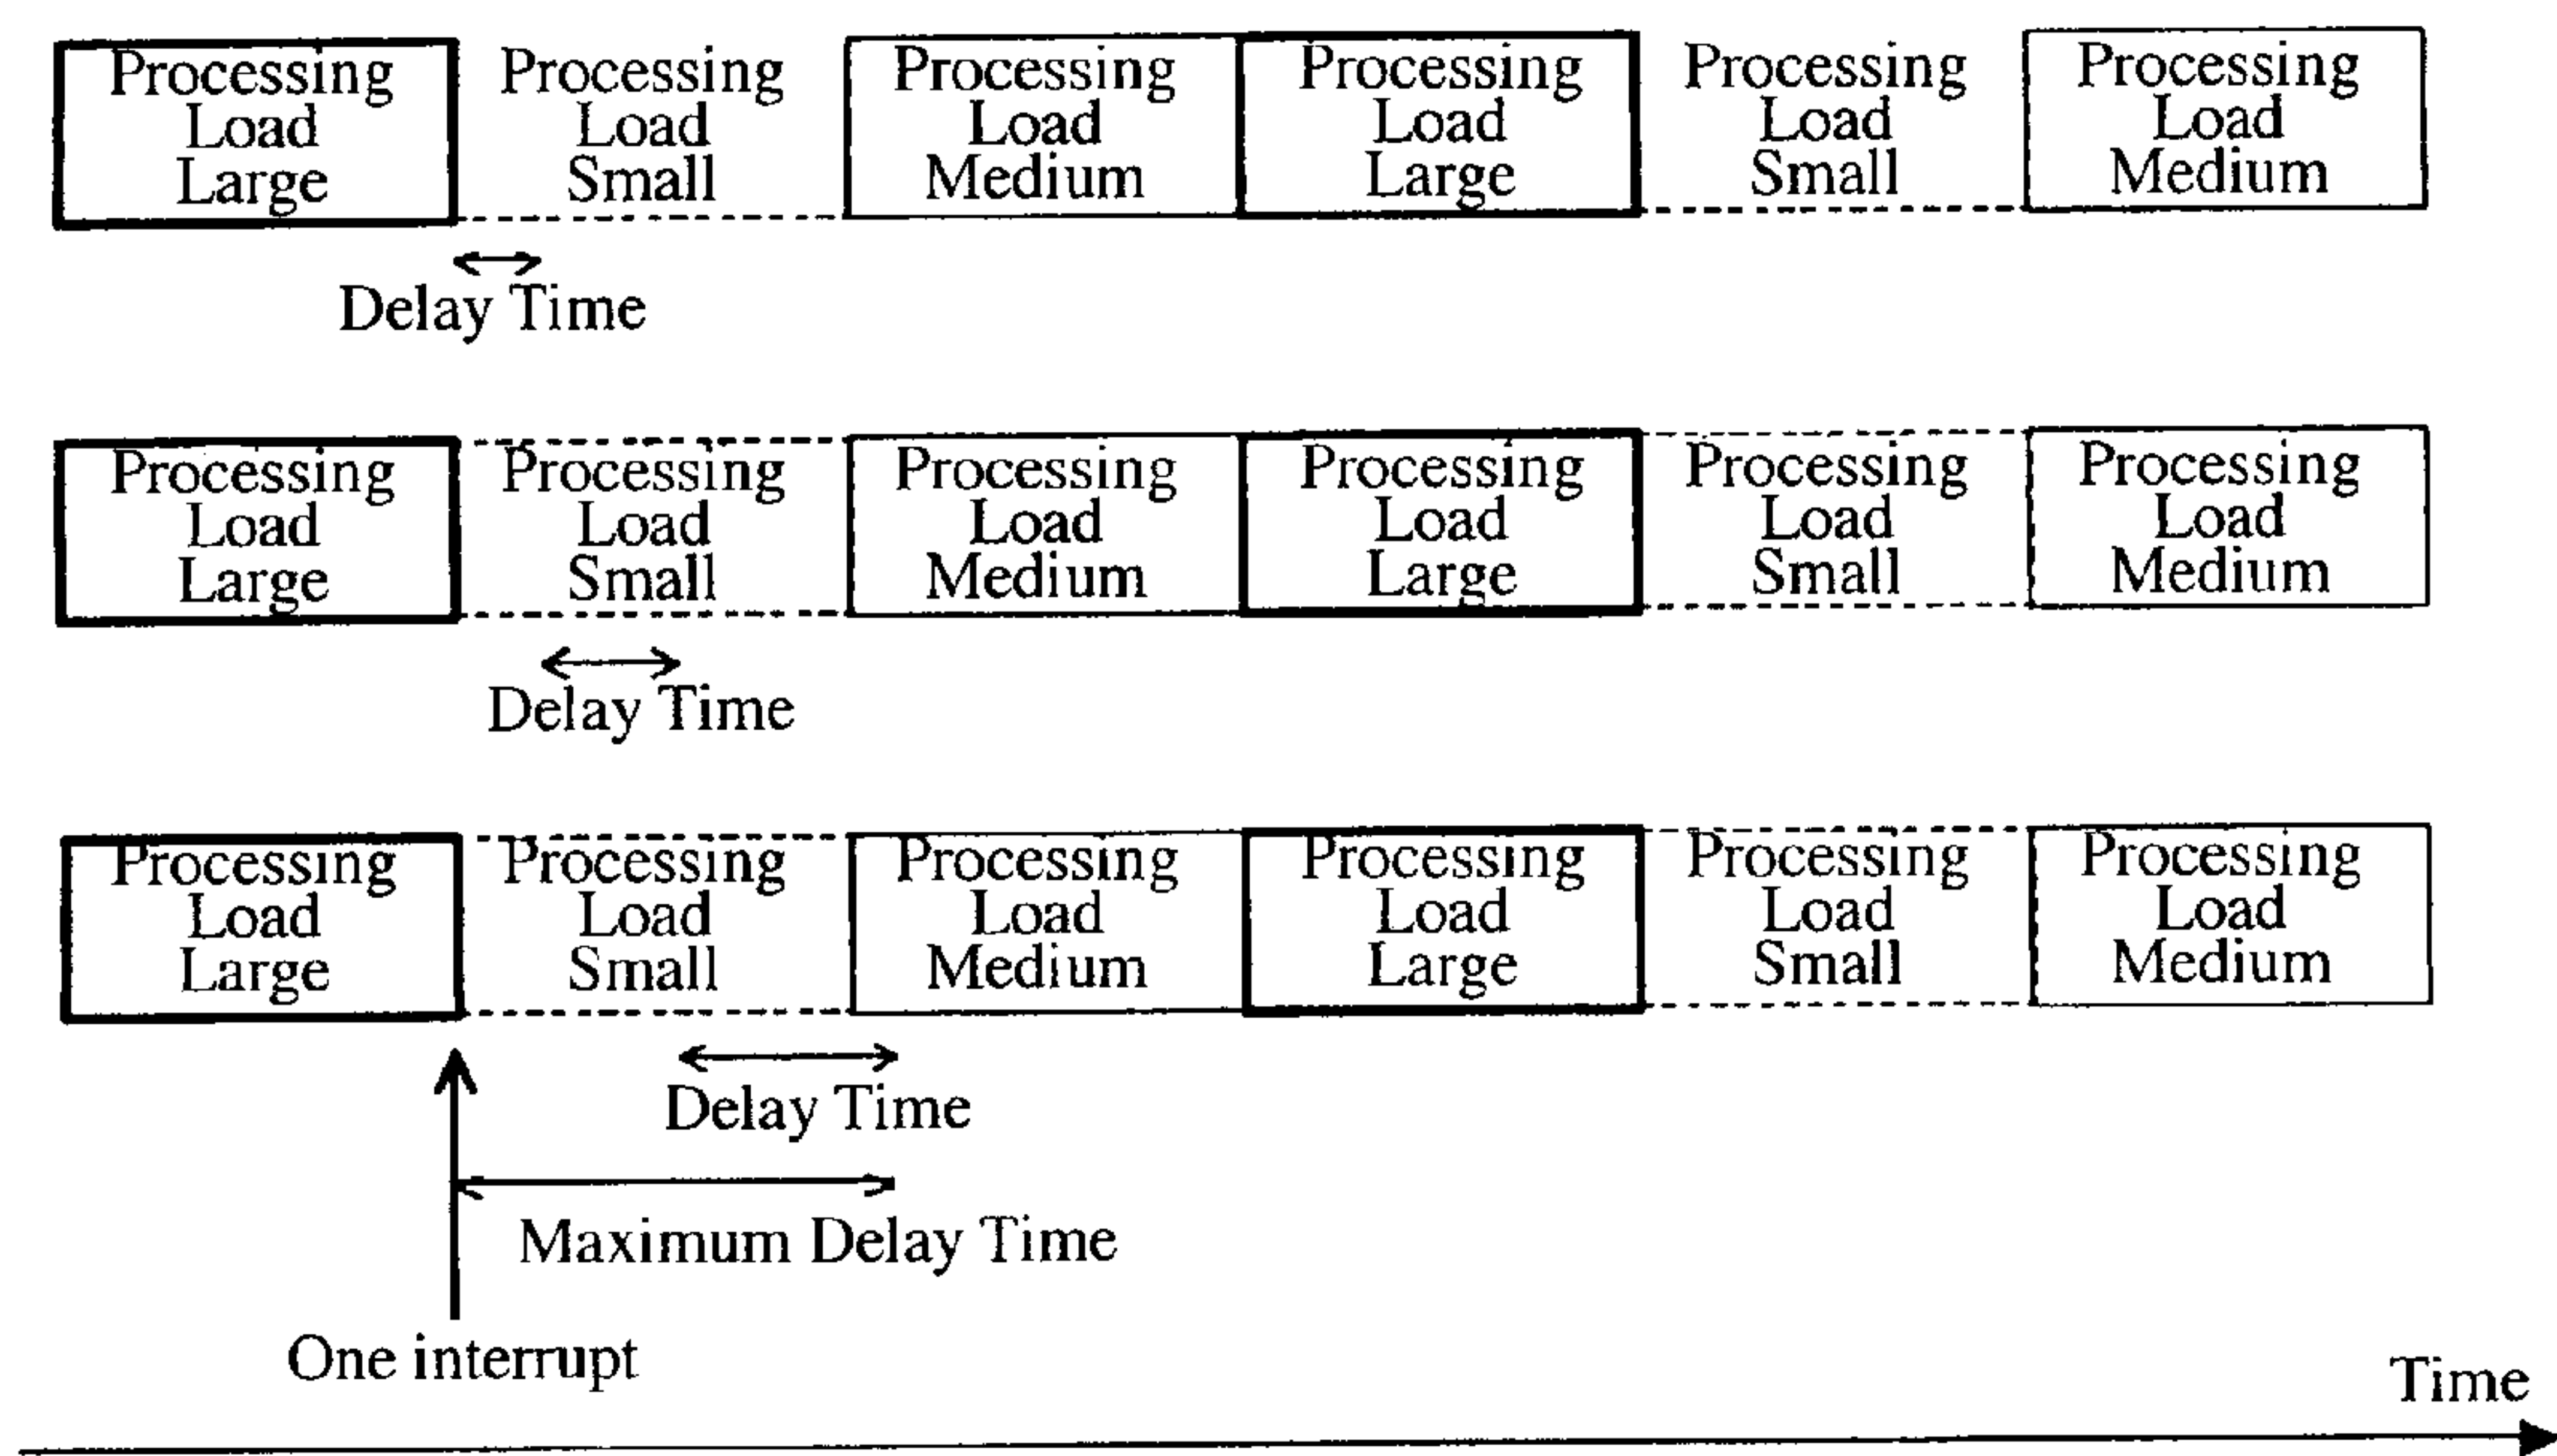 Processing
Load
Large
Processing
Load
Small
Processing
Load
Medium
Processing
Load
Large
Processing
Load
Small
Processing
Load
Medium
Delay Time
Processing
Load
Large
Processing
Load
Small
Processing
Load
Medium
Processing
Load
Large
Processing
Load
Small
Processing
Load
Medium
Delay Time
Processing
Load
Large
Processing
Load
Small
Processing
Load
Medium
Processing
Load
Large
Processing
Load
Small
Processing
Load
Medium
Delay Time
Maximum Delay Time
One interrupt
Time